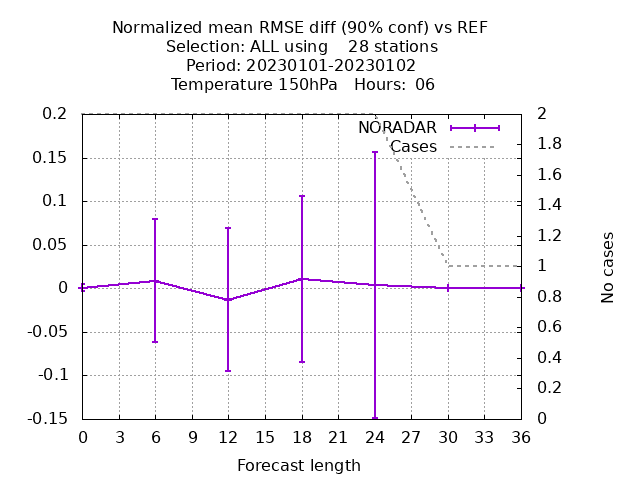 Normalized mean RMSE diff (90% conf) vs REF
Selection: ALL using    28 stations
Period: 20230101-20230102
Temperature 150hPa   Hours:  06
0.2
0.15
0.1
0.05
0
-0.05
-0.1
-0.15
NORADAR
Cases
2
1.8
1.6
1.4
1.2
1
0.8
0.6
0.4
0.2
0
No cases
0 3 6 9 12 15 18 21 24 27 30 33 36
Forecast length